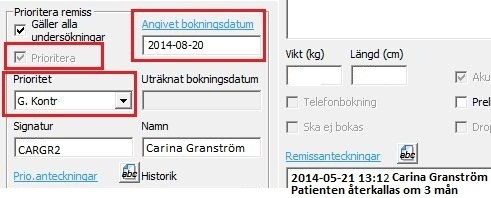 Prioritera remiss
Gäller alla
undersökningar
Prioritera
Angivet bokningsdatum
2014-08-20
Prioritet
G. Kontr
Uträknat bokningsdatum
Signatur
CARGR2
Namn
Carina Granström
Prio.anteckningar
abc
Historik
Vikt (kg)
Längd (cm)
Aku
Telefonbokning
Prel
Ska ej bokas
Drop
Remissanteckningar
abc
2014-05-21 13:12 Carina Granström
Patienten återkallas om 3 mån